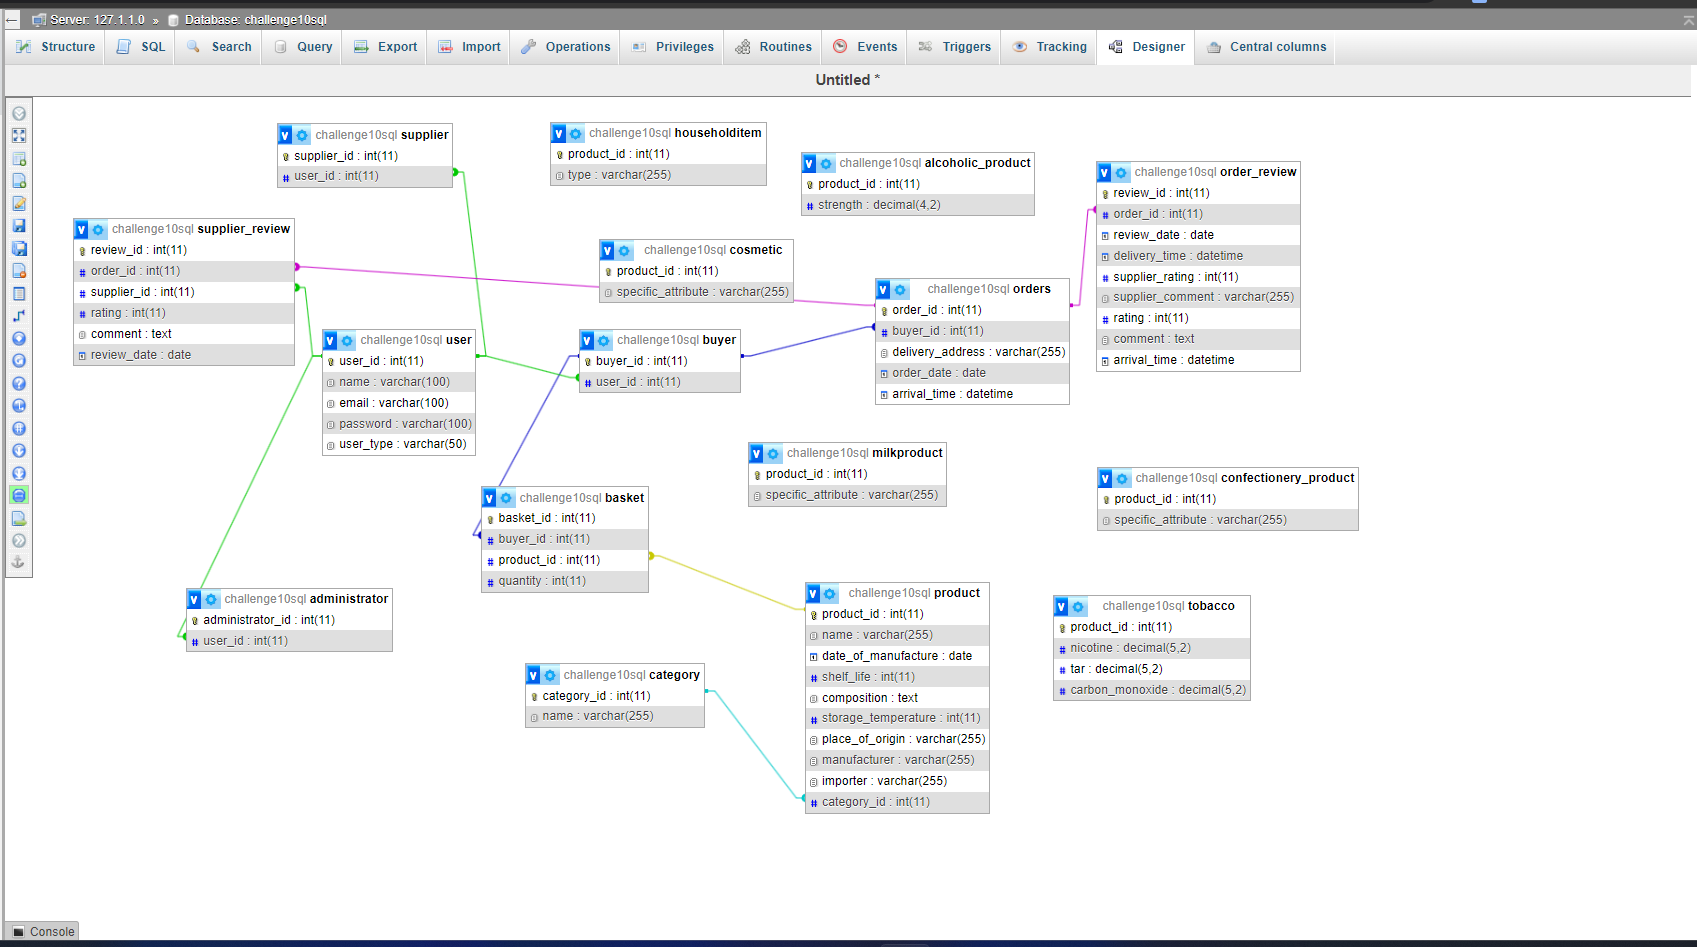 Server: 127.1.1.0 » Database: challenge10sql
Structure SQL Search Query Export Import Operations Privileges Routines Events Triggers Tracking Designer Central columns
Untitled *
challenge10sql supplier
supplier_id : int(11)
user_id : int(11)
challenge10sql householditem
product_id : int(11)
type : varchar(255)
challenge10sql alcoholic_product
product_id : int(11)
strength : decimal(4,2)
challenge10sql order_review
review_id : int(11)
order_id : int(11)
review_date : date
delivery_time : datetime
supplier_rating : int(11)
supplier_comment : varchar(255)
rating : int(11)
comment : text
arrival_time : datetime
challenge10sql supplier_review
review_id : int(11)
order_id : int(11)
supplier_id : int(11)
rating : int(11)
comment : text
review_date : date
challenge10sql cosmetic
product_id : int(11)
specific_attribute : varchar(255)
challenge10sql orders
order_id : int(11)
buyer_id : int(11)
delivery_address : varchar(255)
order_date : date
arrival_time : datetime
challenge10sql user
user_id : int(11)
name : varchar(100)
email : varchar(100)
password : varchar(100)
user_type : varchar(50)
challenge10sql buyer
buyer_id : int(11)
user_id : int(11)
challenge10sql milkproduct
product_id : int(11)
specific_attribute : varchar(255)
challenge10sql confectionery_product
product_id : int(11)
specific_attribute : varchar(255)
challenge10sql basket
basket_id : int(11)
buyer_id : int(11)
product_id : int(11)
quantity : int(11)
challenge10sql administrator
administrator_id : int(11)
user_id : int(11)
challenge10sql product
product_id : int(11)
name : varchar(255)
date_of_manufacture : date
shelf_life : int(11)
composition : text
storage_temperature : int(11)
place_of_origin : varchar(255)
manufacturer : varchar(255)
importer : varchar(255)
category_id : int(11)
challenge10sql tobacco
product_id : int(11)
nicotine : decimal(5,2)
tar : decimal(5,2)
carbon_monoxide : decimal(5,2)
challenge10sql category
category_id : int(11)
name : varchar(255)
Console